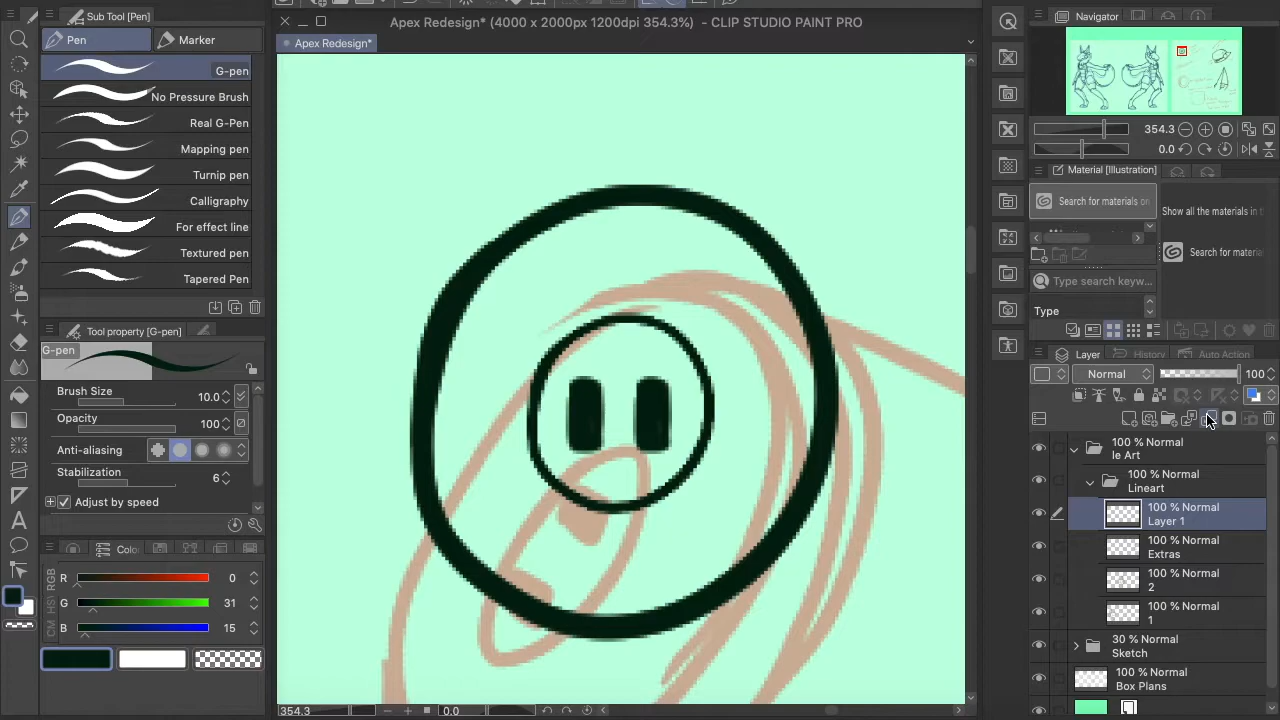 Sub Tool [Pen]
Pen
Marker
G-pen
No Pressure Brush
Real G-Pen
Mapping pen
Turnip pen
Calligraphy
For effect line
Textured pen
Tapered Pen
Tool property [G-pen]
G-pen
Brush Size 10.0
Opacity 100
Anti-aliasing
Stabilization 6
Adjust by speed
Colo
RGB
HS
CM
R 0
G 31
B 15
Apex Redesign* (4000 x 2000px 1200dpi 354.3%) - CLIP STUDIO PAINT PRO
Apex Redesign*
354.3
0.0
Navigator
354.3
0.0
Material [Illustration]
Search for materials on
Show all the materials in t
Search for materia
Type search keyw...
Type
Layer
History
Auto Action
Normal
100
100 % Normal
le Art
100 % Normal
Lineart
100 % Normal
Layer 1
100 % Normal
Extras
100 % Normal
2
100 % Normal
1
30 % Normal
Sketch
100 % Normal
Box Plans